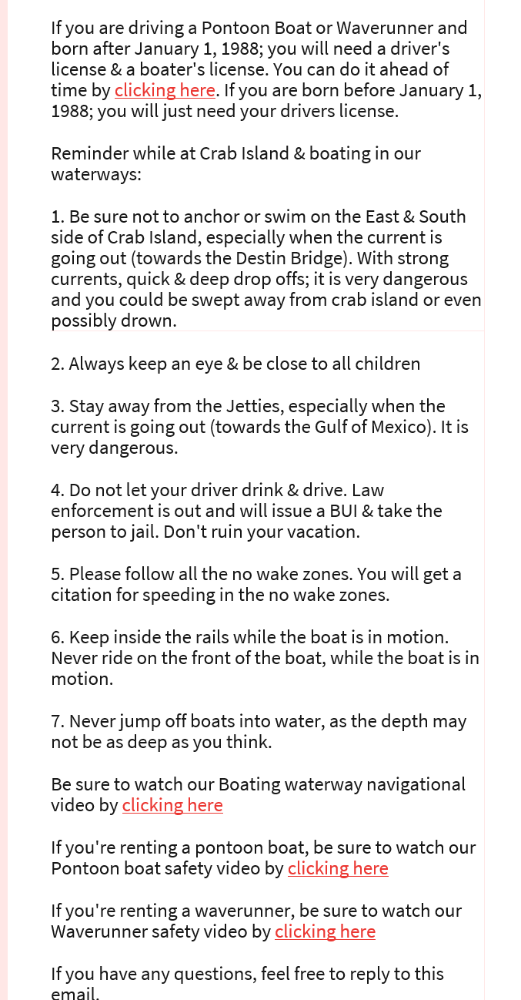 If you are driving a Pontoon Boat or Waverunner and
born after January 1, 1988; you will need a driver's
license & a boater's license. You can do it ahead of
time by clicking here. If you are born before January 1,
1988; you will just need your drivers license.
Reminder while at Crab Island & boating in our
waterways:
1. Be sure not to anchor or swim on the East & South
side of Crab Island, especially when the current is
going out (towards the Destin Bridge). With strong
currents, quick & deep drop offs; it is very dangerous
and you could be swept away from crab island or even
possibly drown.
2. Always keep an eye & be close to all children
3. Stay away from the Jetties, especially when the
current is going out (towards the Gulf of Mexico). It is
very dangerous.
4. Do not let your driver drink & drive. Law
enforcement is out and will issue a BUI & take the
person to jail. Don't ruin your vacation.
5. Please follow all the no wake zones. You will get a
citation for speeding in the no wake zones.
6. Keep inside the rails while the boat is in motion.
Never ride on the front of the boat, while the boat is in
motion.
7. Never jump off boats into water, as the depth may
not be as deep as you think.
Be sure to watch our Boating waterway navigational
video by clicking here
If you're renting a pontoon boat, be sure to watch our
Pontoon boat safety video by clicking here
If you're renting a waverunner, be sure to watch our
Waverunner safety video by clicking here
If you have any questions, feel free to reply to this
email.